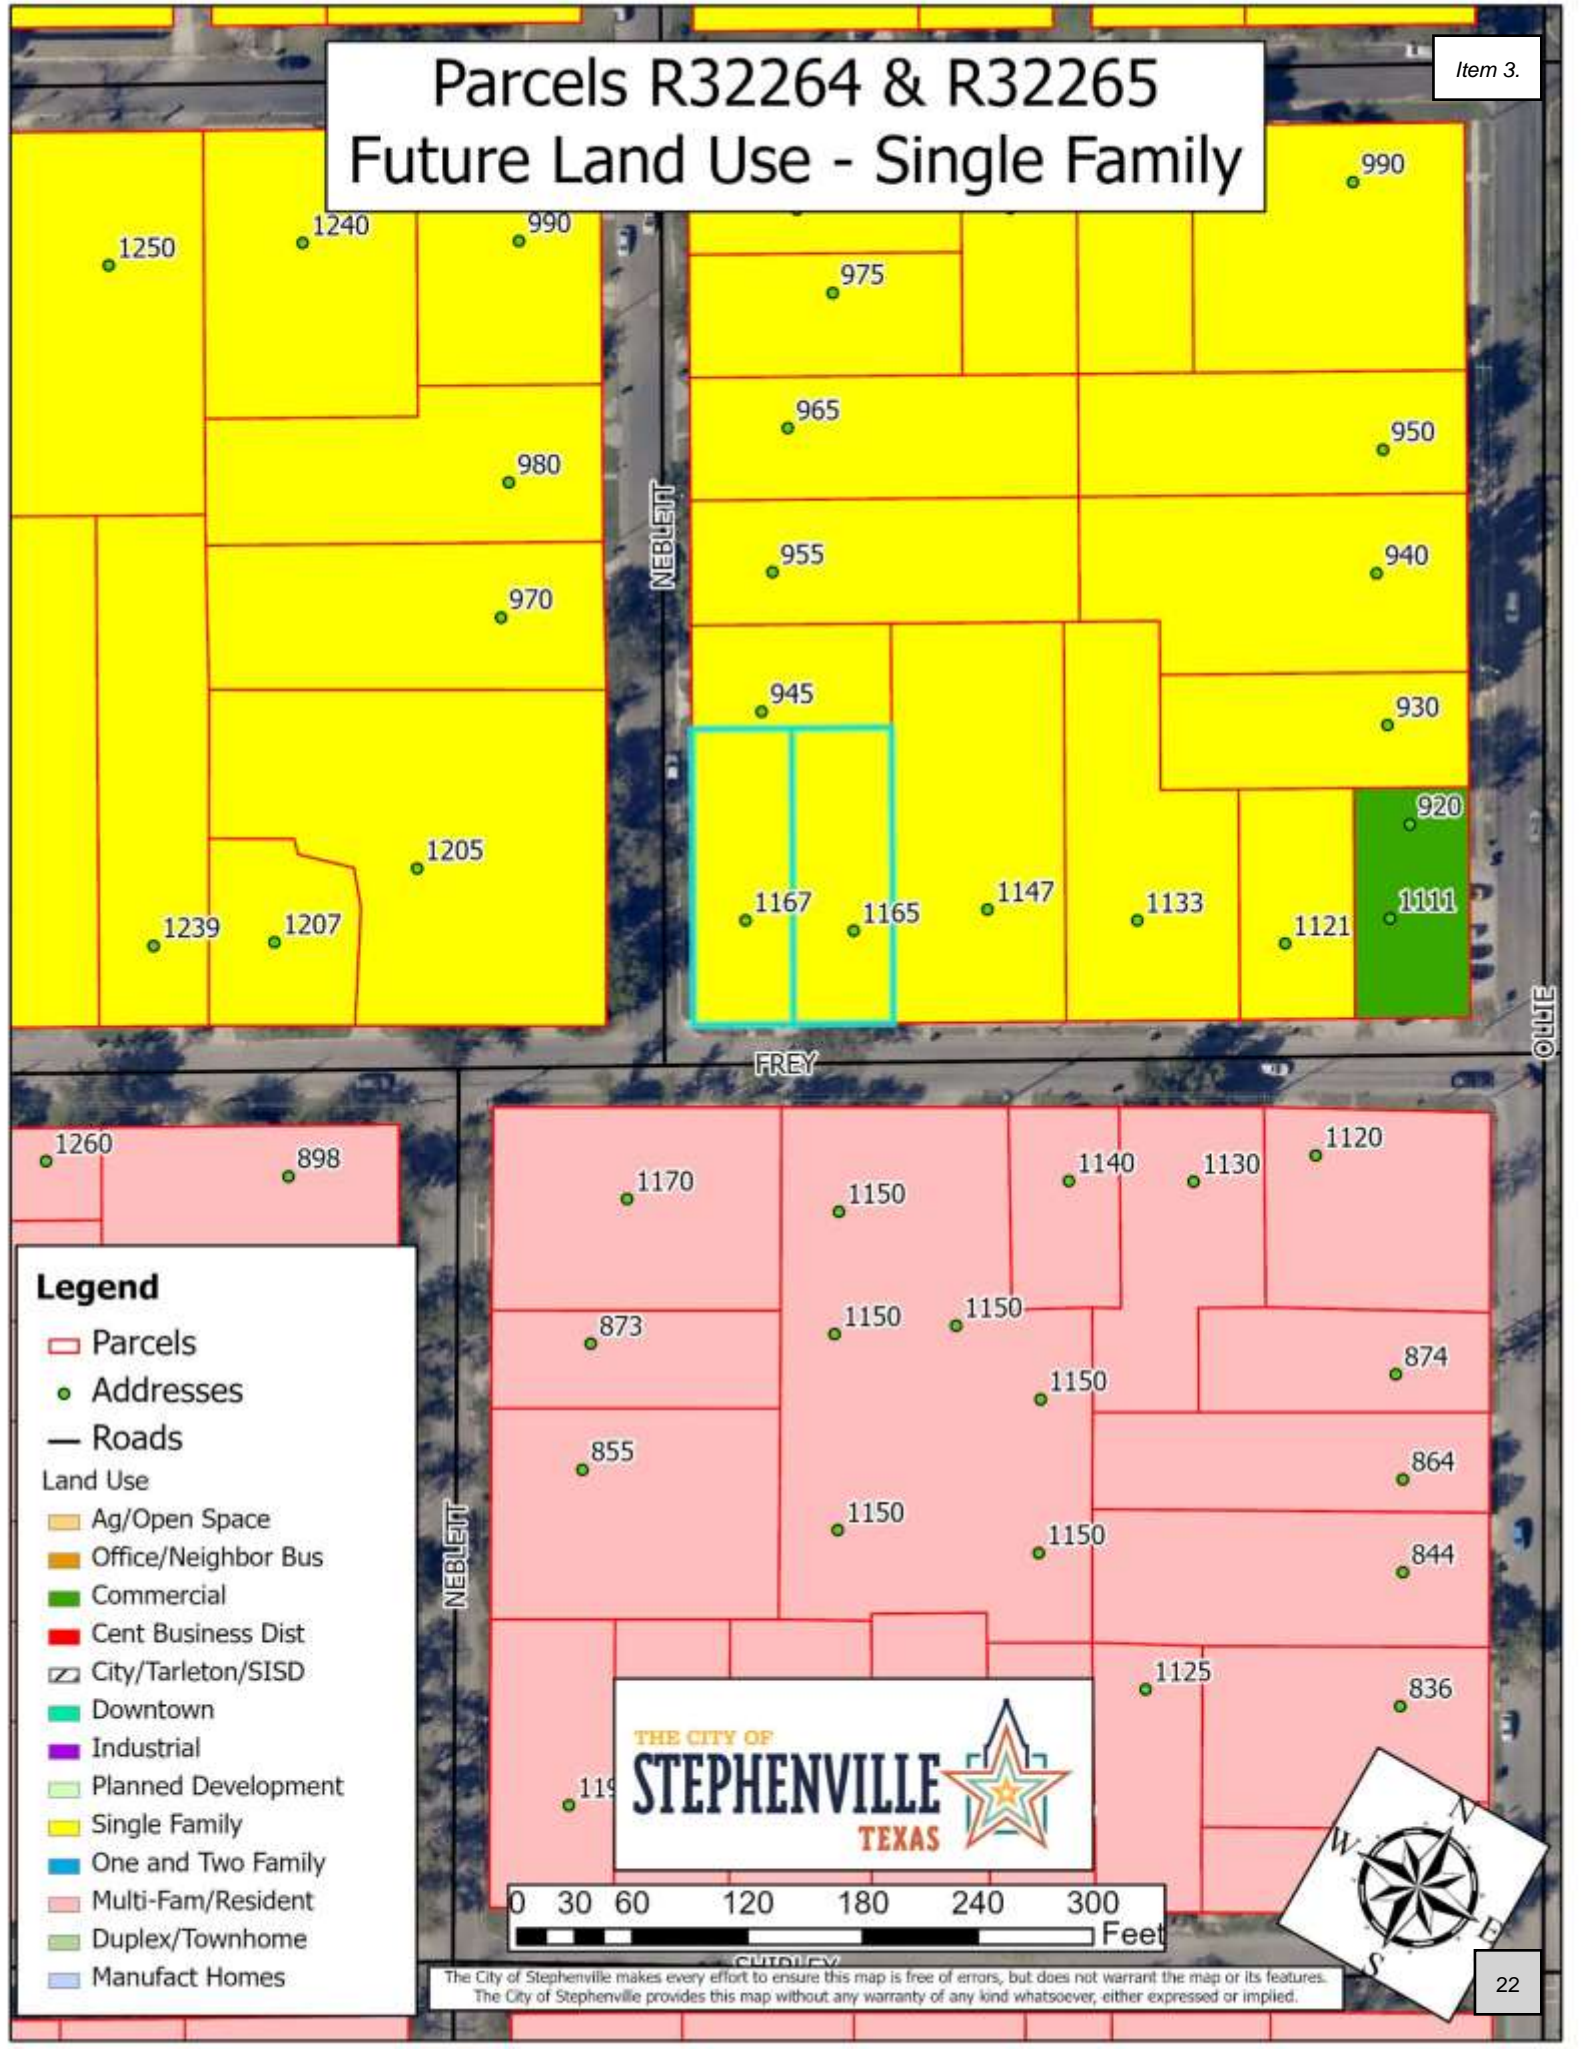 Parcels R32264 & R32265
Future Land Use - Single Family
Item 3.
990
1250
1240
990
975
965
950
980
NEBLETT
955
940
970
945
930
920
1205
1167
1165
1147
1133
1111
1121
1239
1207
OLLIE
FREY
1260
898
1170
1150
1140
1130
1120
873
1150
1150
874
1150
855
864
1150
1150
844
NEBLETT
1125
836
119
Legend
Parcels
Addresses
Roads
Land Use
Ag/Open Space
Office/Neighbor Bus
Commercial
Cent Business Dist
City/Tarleton/SISD
Downtown
Industrial
Planned Development
Single Family
One and Two Family
Multi-Fam/Resident
Duplex/Townhome
Manufact Homes
THE CITY OF
STEPHENVILLE
TEXAS
N
W
E
S
0 30 60 120 180 240 300
Feet
SHIRLEY
The City of Stephenville makes every effort to ensure this map is free of errors, but does not warrant the map or its features.
The City of Stephenville provides this map without any warranty of any kind whatsoever, either expressed or implied.
22